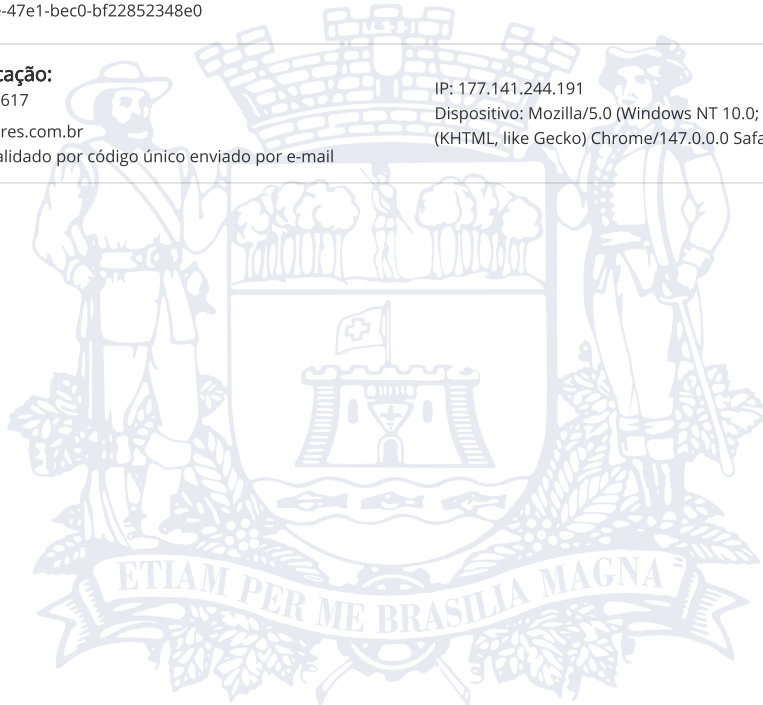 -47e1-bec0-bf22852348e0
cação:
617
IP: 177.141.244.191
res.com.br
Dispositivo: Mozilla/5.0 (Windows NT 10.0;
alidado por código único enviado por e-mail
(KHTML, like Gecko) Chrome/147.0.0.0 Safa
ETIAM PER ME BRASILIA MAGNA